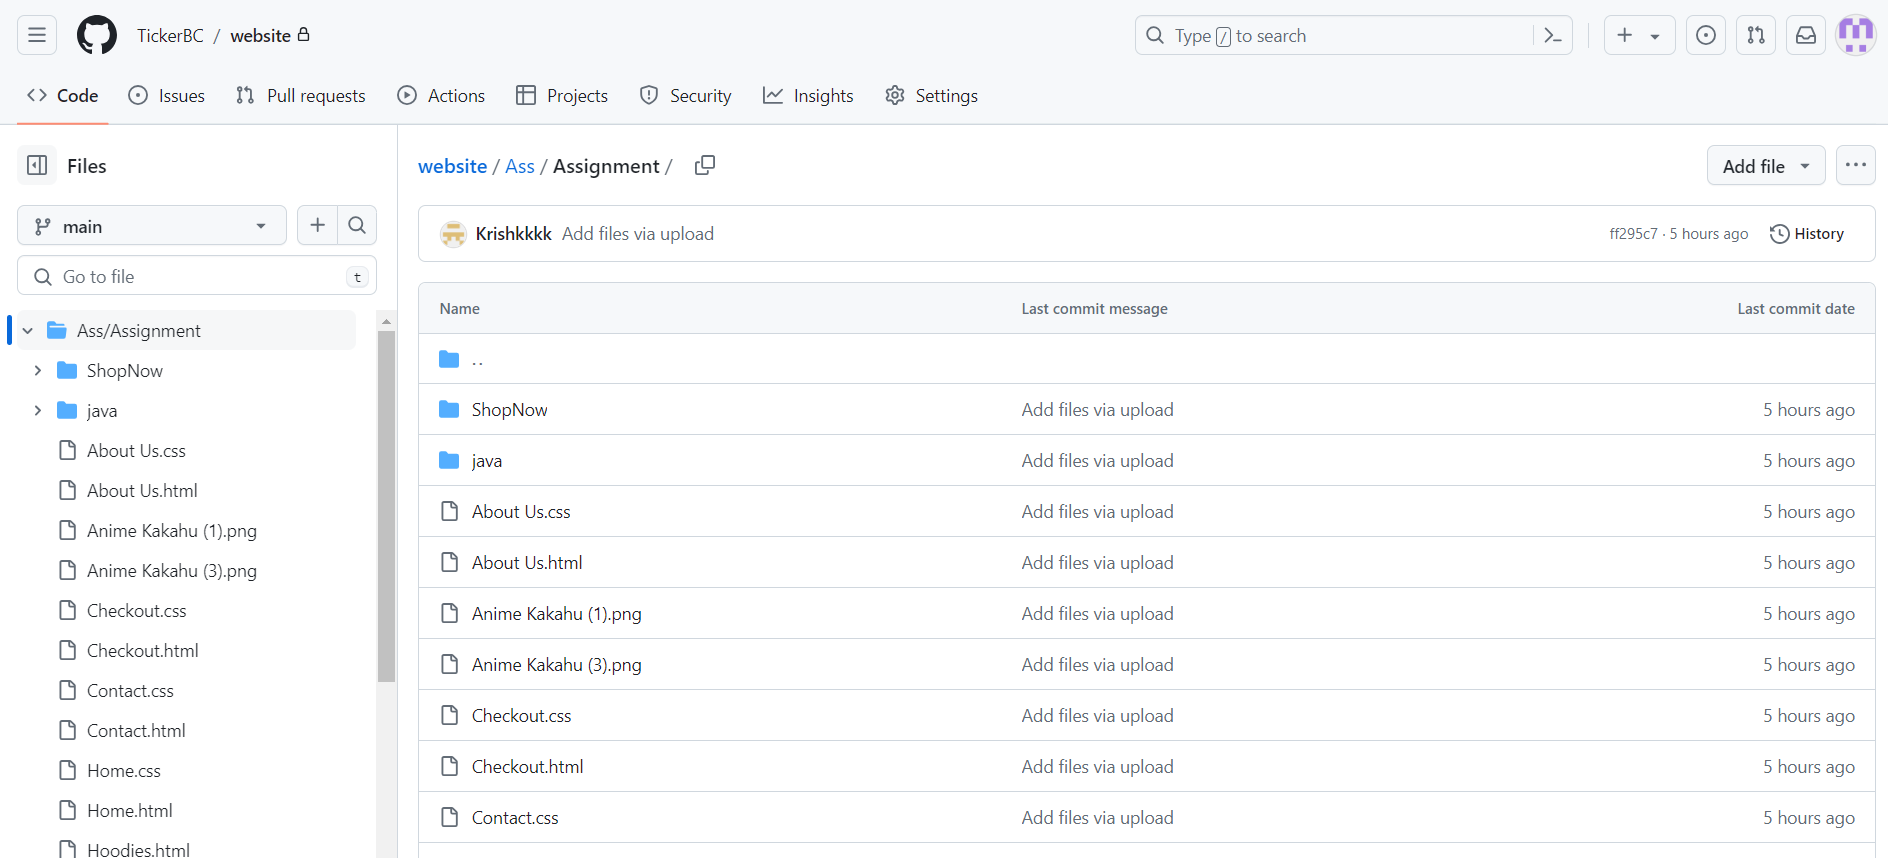 TickerBC / website
Type / to search
Code Issues Pull requests Actions Projects Security Insights Settings
Files
main
Go to file t
Ass/Assignment
ShopNow
java
About Us.css
About Us.html
Anime Kakahu (1).png
Anime Kakahu (3).png
Checkout.css
Checkout.html
Contact.css
Contact.html
Home.css
Home.html
Hoodies.html
website / Ass / Assignment /
Add file
Krishkkkk Add files via upload ff295c7 · 5 hours ago History
Name Last commit message Last commit date
..
ShopNow Add files via upload 5 hours ago
java Add files via upload 5 hours ago
About Us.css Add files via upload 5 hours ago
About Us.html Add files via upload 5 hours ago
Anime Kakahu (1).png Add files via upload 5 hours ago
Anime Kakahu (3).png Add files via upload 5 hours ago
Checkout.css Add files via upload 5 hours ago
Checkout.html Add files via upload 5 hours ago
Contact.css Add files via upload 5 hours ago